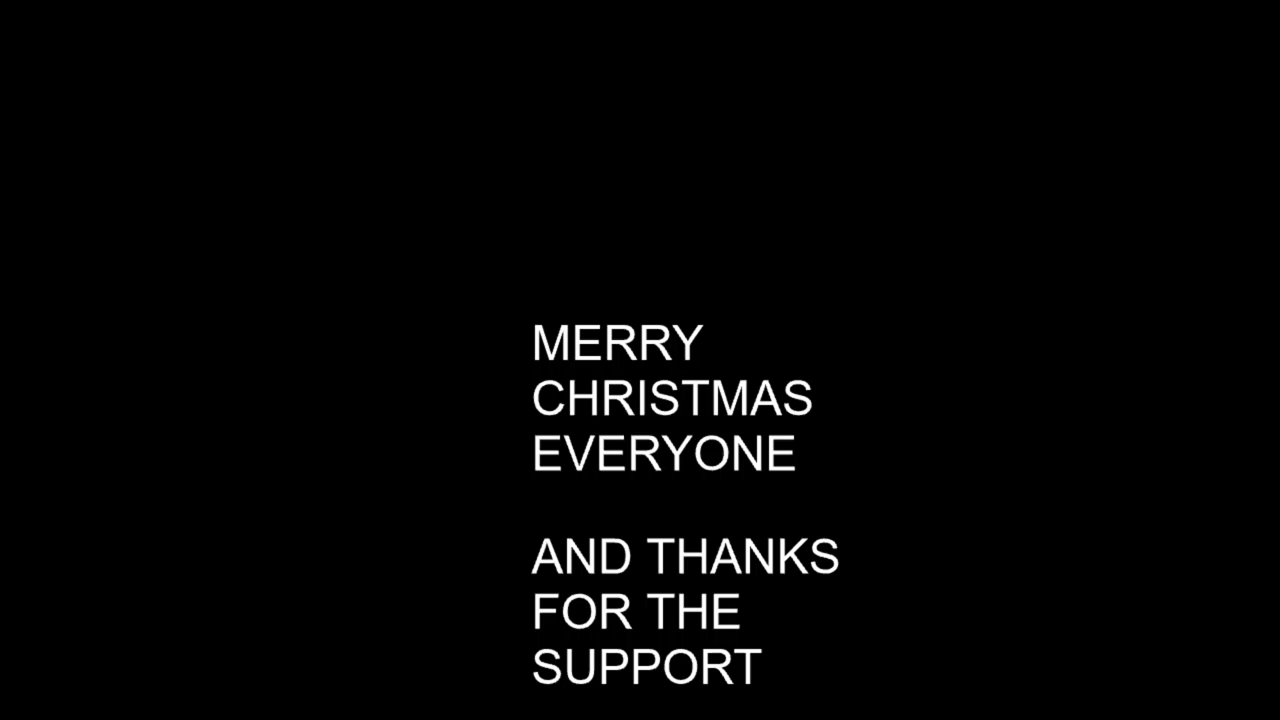 MERRY
CHRISTMAS
EVERYONE
AND THANKS
FOR THE
SUPPORT